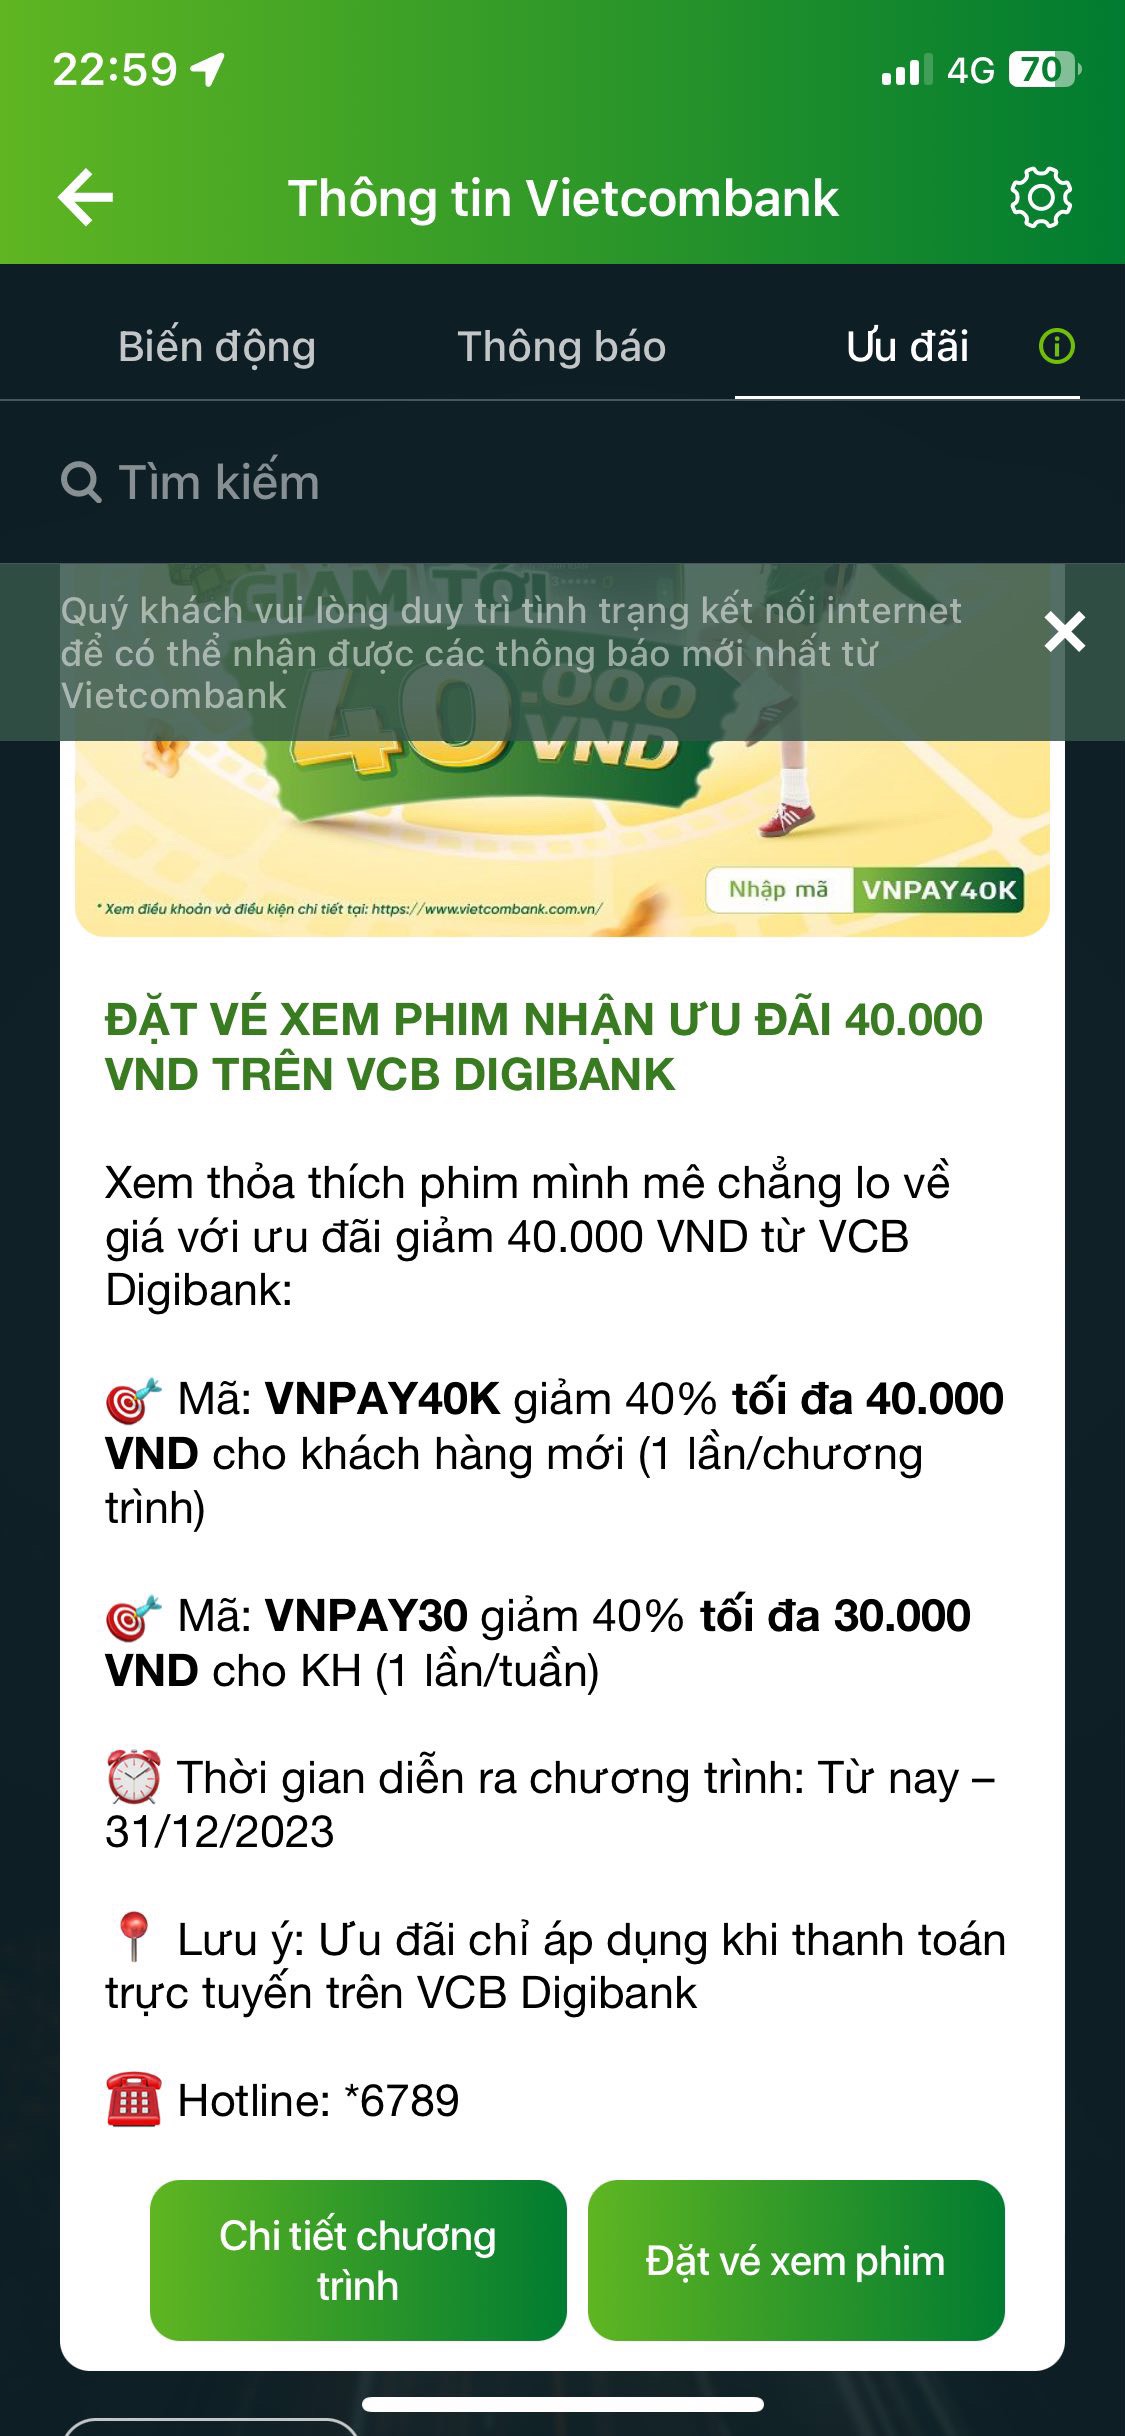 22:59
4G 70
Thông tin Vietcombank
Biến động Thông báo Ưu đãi
Tìm kiếm
GIẢM TỚI
Quý khách vui lòng duy trì tình trạng kết nối internet
để có thể nhận được các thông báo mới nhất từ
Vietcombank
40.000
VND
* Xem điều khoản và điều kiện chi tiết tại: https://www.vietcombank.com.vn/
Nhập mã VNPAY40K
ĐẶT VÉ XEM PHIM NHẬN ƯU ĐÃI 40.000
VND TRÊN VCB DIGIBANK
Xem thỏa thích phim mình mê chẳng lo về
giá với ưu đãi giảm 40.000 VND từ VCB
Digibank:
🎯 Mã: VNPAY40K giảm 40% tối đa 40.000
VND cho khách hàng mới (1 lần/chương
trình)
🎯 Mã: VNPAY30 giảm 40% tối đa 30.000
VND cho KH (1 lần/tuần)
⏰ Thời gian diễn ra chương trình: Từ nay –
31/12/2023
📍 Lưu ý: Ưu đãi chỉ áp dụng khi thanh toán
trực tuyến trên VCB Digibank
☎️ Hotline: *6789
Chi tiết chương
trình
Đặt vé xem phim